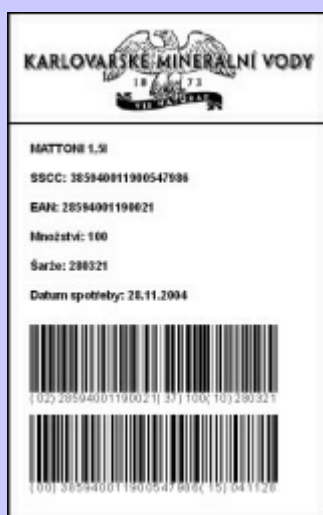 KARLOVARSKÉ MINERÁLNÍ VODY
18 73
MATTONI 1,5l
SSCC: 385940011900547986
EAN: 28594001190021
Množství: 100
Šarže: 280321
Datum spotřeby: 28.11.2004
(02)28594001190021(37)100(10)280321
(00)385940011900547986(15)041128